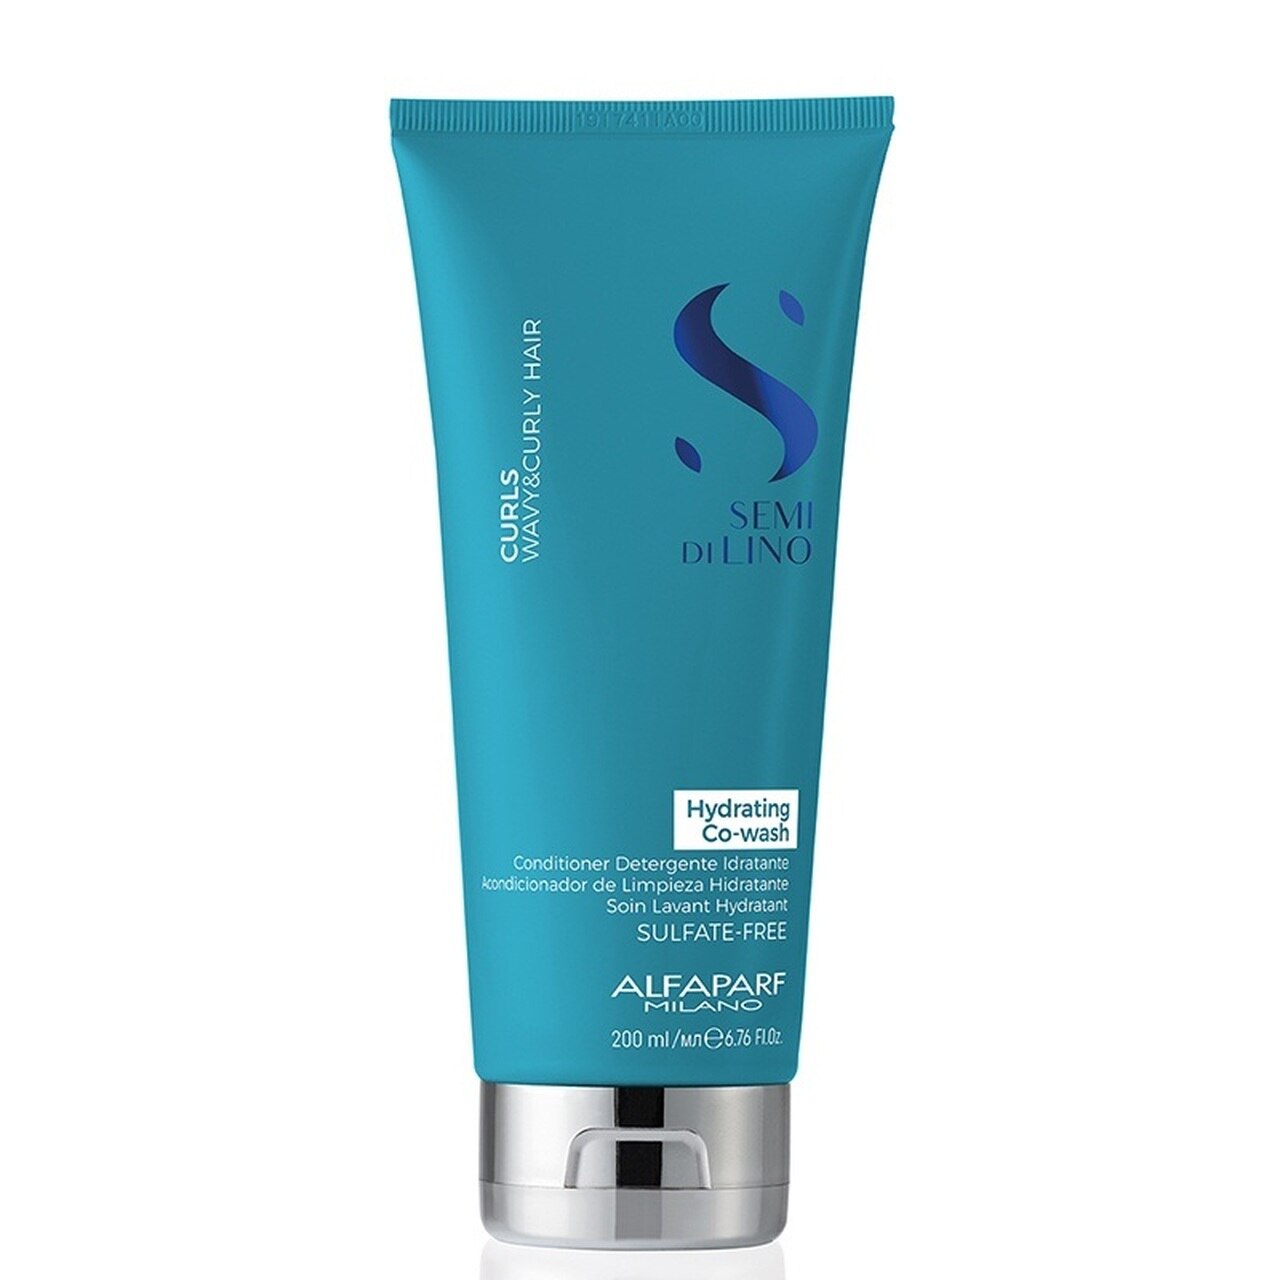 1917411A00
CURLS
WAVY&CURLY HAIR
SEMI
DI LINO
Hydrating
Co-wash
Conditioner Detergente Idratante
Acondicionador de Limpieza Hidratante
Soin Lavant Hydratant
SULFATE-FREE
ALFAPARF
MILANO
200 ml/мл℮6.76 Fl.Oz.